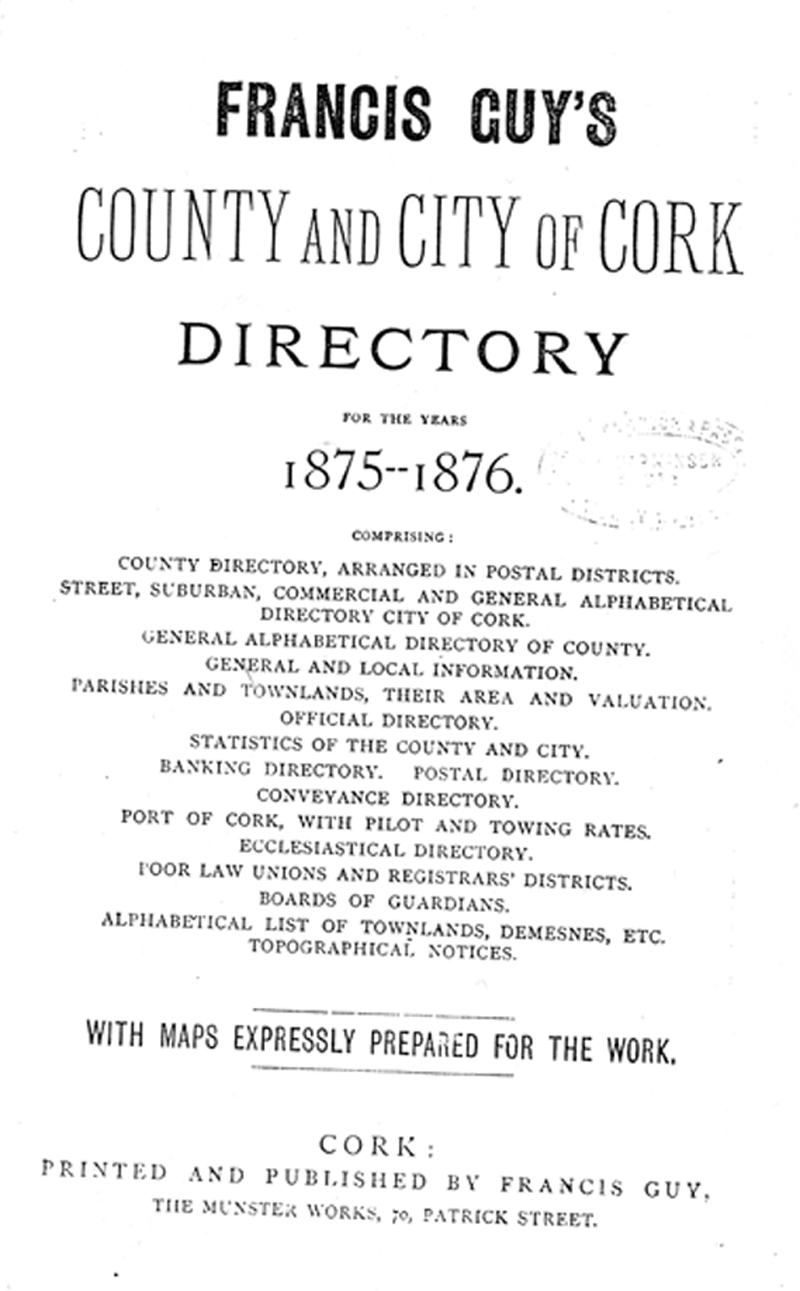 FRANCIS GUY'S
COUNTY AND CITY OF CORK
DIRECTORY
FOR THE YEARS
1875--1876.
COMPRISING:
COUNTY DIRECTORY, ARRANGED IN POSTAL DISTRICTS.
STREET, SUBURBAN, COMMERCIAL AND GENERAL ALPHABETICAL
DIRECTORY CITY OF CORK.
GENERAL ALPHABETICAL DIRECTORY OF COUNTY.
GENERAL AND LOCAL INFORMATION.
PARISHES AND TOWNLANDS, THEIR AREA AND VALUATION.
OFFICIAL DIRECTORY.
STATISTICS OF THE COUNTY AND CITY.
BANKING DIRECTORY. POSTAL DIRECTORY.
CONVEYANCE DIRECTORY.
PORT OF CORK, WITH PILOT AND TOWING RATES.
ECCLESIASTICAL DIRECTORY.
POOR LAW UNIONS AND REGISTRARS' DISTRICTS.
BOARDS OF GUARDIANS.
ALPHABETICAL LIST OF TOWNLANDS, DEMESNES, ETC.
TOPOGRAPHICAL NOTICES.
WITH MAPS EXPRESSLY PREPARED FOR THE WORK.
CORK:
PRINTED AND PUBLISHED BY FRANCIS GUY,
THE MUNSTER WORKS, 70, PATRICK STREET.